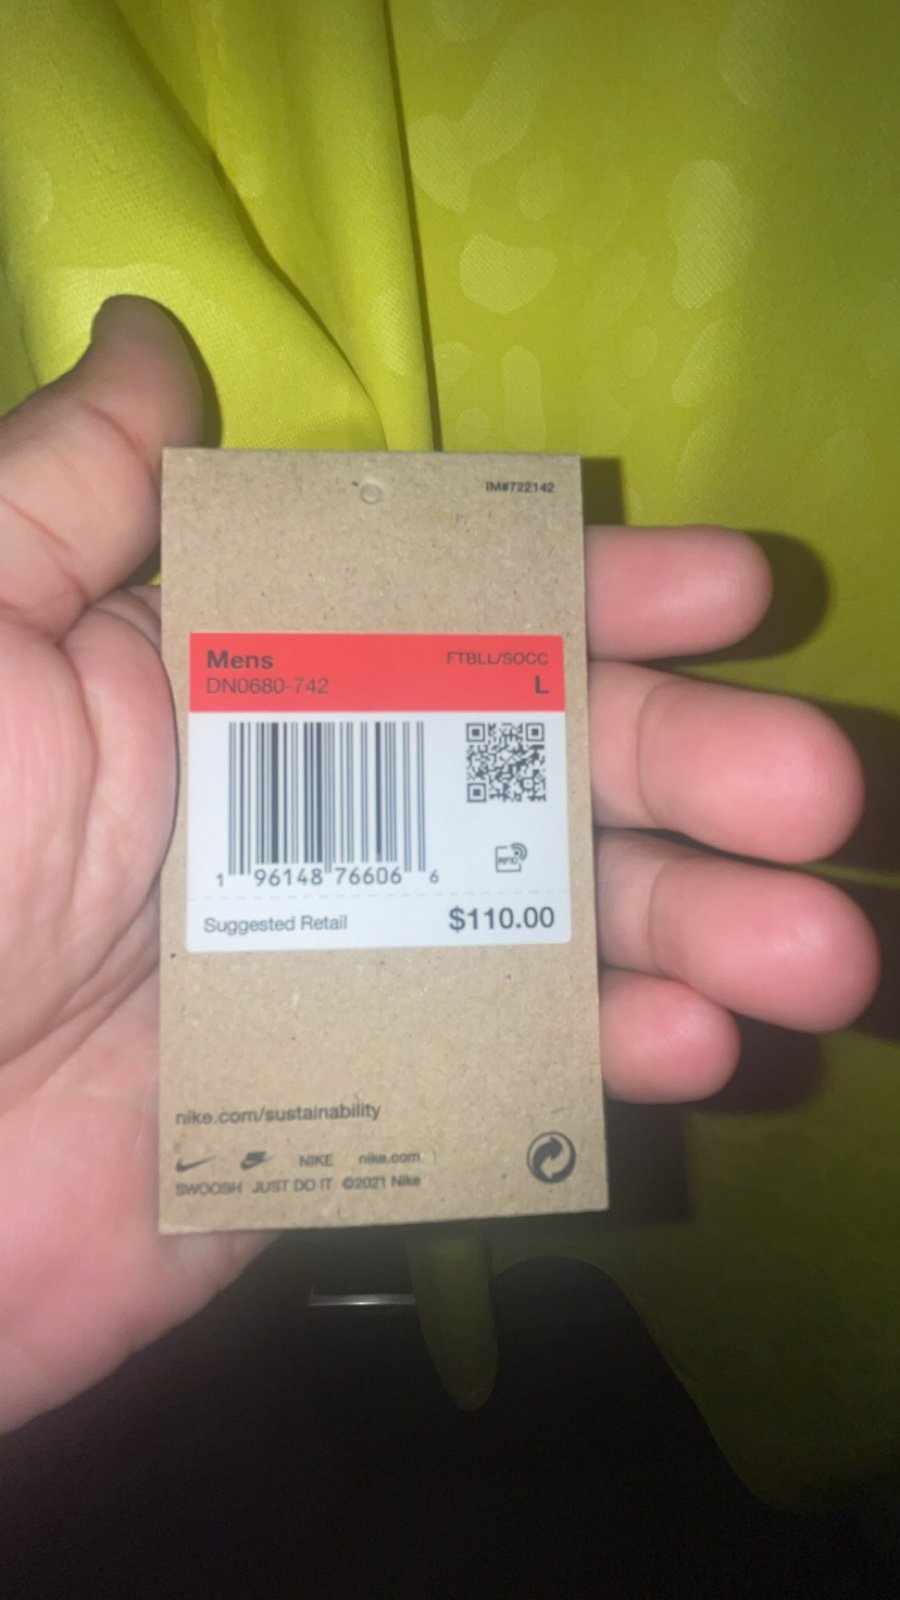 IM#722142
Mens FTBLL/SOCC
DN0680-742 L
1 96148 76606 6
RFID
Suggested Retail $110.00
nike.com/sustainability
NIKE nike.com
SWOOSH JUST DO IT ©2021 Nike